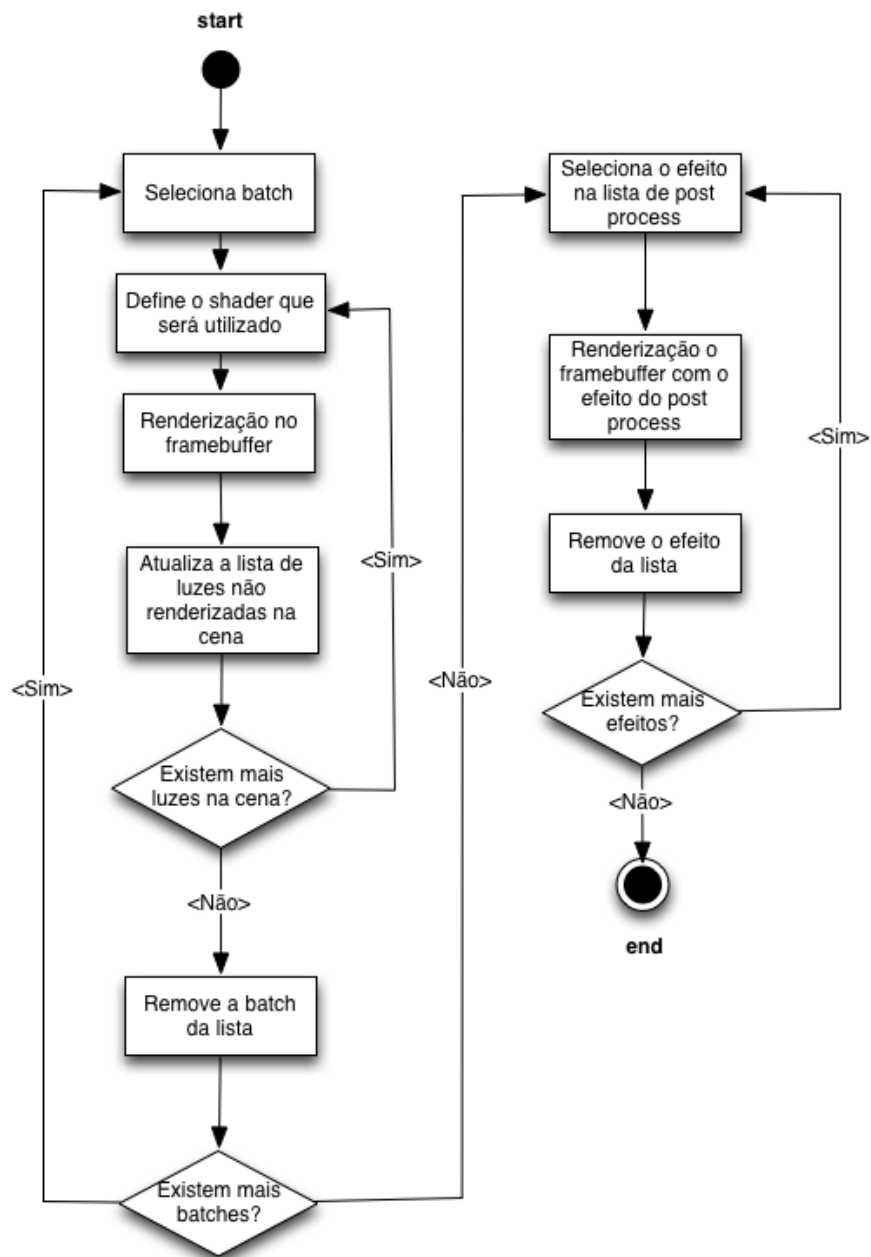 start
Seleciona batch
Define o shader que
será utilizado
Renderização no
framebuffer
Atualiza a lista de
luzes não
renderizadas na
cena
<Sim>
<Sim>
Existem mais
luzes na cena?
<Não>
Remove a batch
da lista
Existem mais
batches?
<Não>
Seleciona o efeito
na lista de post
process
Renderização o
framebuffer com o
efeito do post
process
<Sim>
Remove o efeito
da lista
Existem mais
efeitos?
<Não>
end